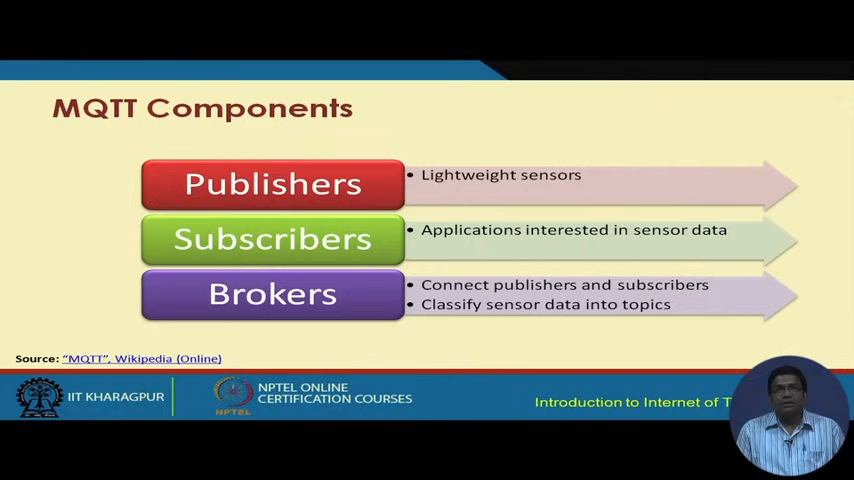 MQTT Components
Publishers
• Lightweight sensors
Subscribers
• Applications interested in sensor data
Brokers
• Connect publishers and subscribers
• Classify sensor data into topics
Source: "MQTT", Wikipedia (Online)
IIT KHARAGPUR
NPTEL
NPTEL ONLINE
CERTIFICATION COURSES
Introduction to Internet of